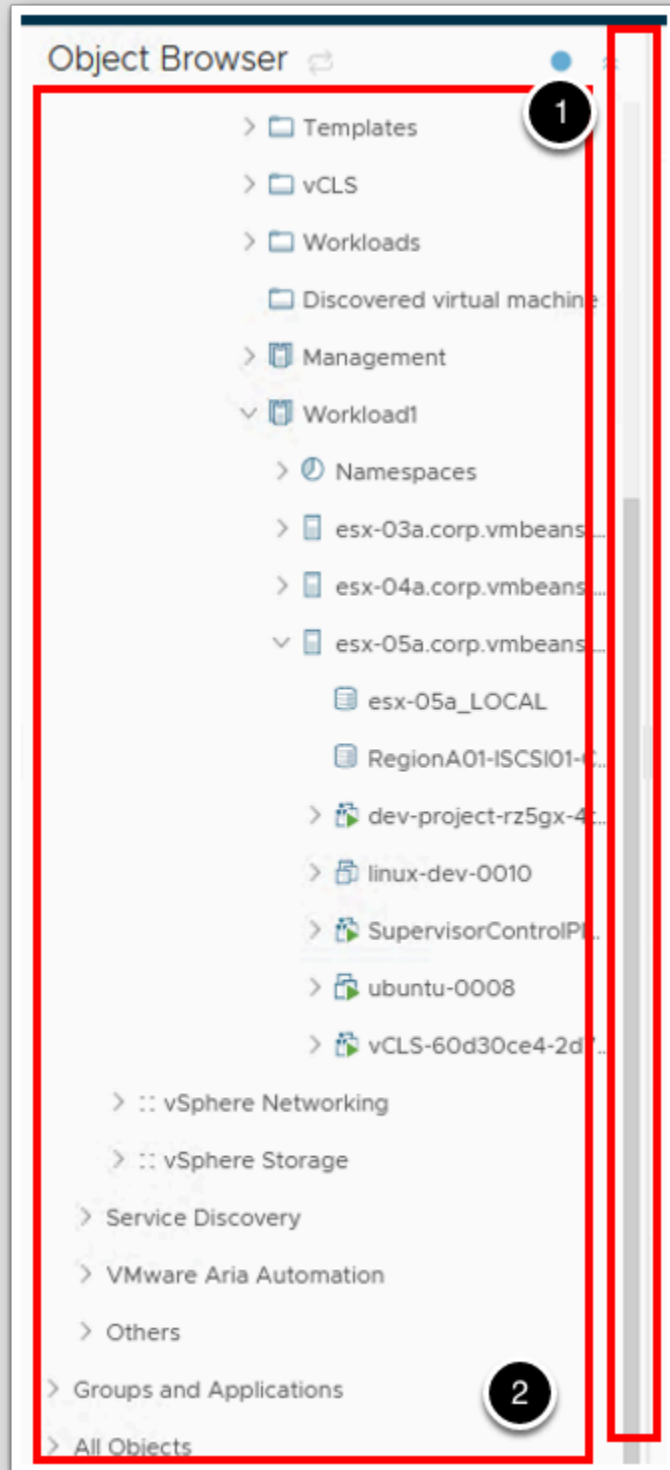 Object Browser
1
Templates
vCLS
Workloads
Discovered virtual machine
Management
Workload1
Namespaces
esx-03a.corp.vmbeans....
esx-04a.corp.vmbeans....
esx-05a.corp.vmbeans....
esx-05a_LOCAL
RegionA01-ISCSI01-C...
dev-project-rz5gx-4t...
linux-dev-0010
SupervisorControlPl...
ubuntu-0008
vCLS-60d30ce4-2d7...
:: vSphere Networking
:: vSphere Storage
Service Discovery
VMware Aria Automation
Others
Groups and Applications
2
All Objects